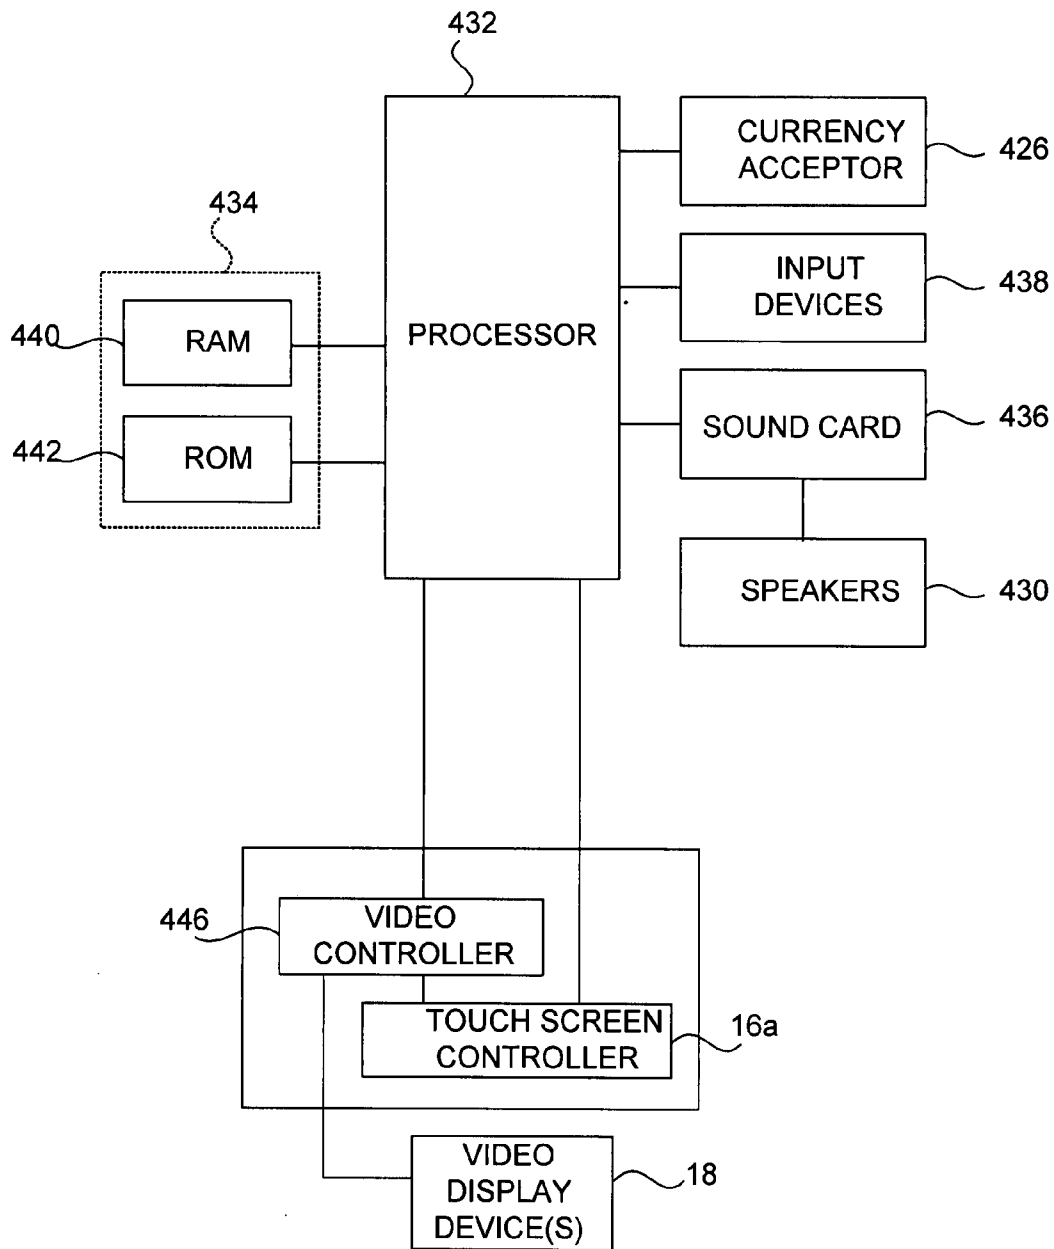 432
CURRENCY
ACCEPTOR
426
434
INPUT
DEVICES
438
440
RAM
PROCESSOR
SOUND CARD
436
442
ROM
SPEAKERS
430
446
VIDEO
CONTROLLER
TOUCH SCREEN
CONTROLLER
16a
VIDEO
DISPLAY
DEVICE(S)
18